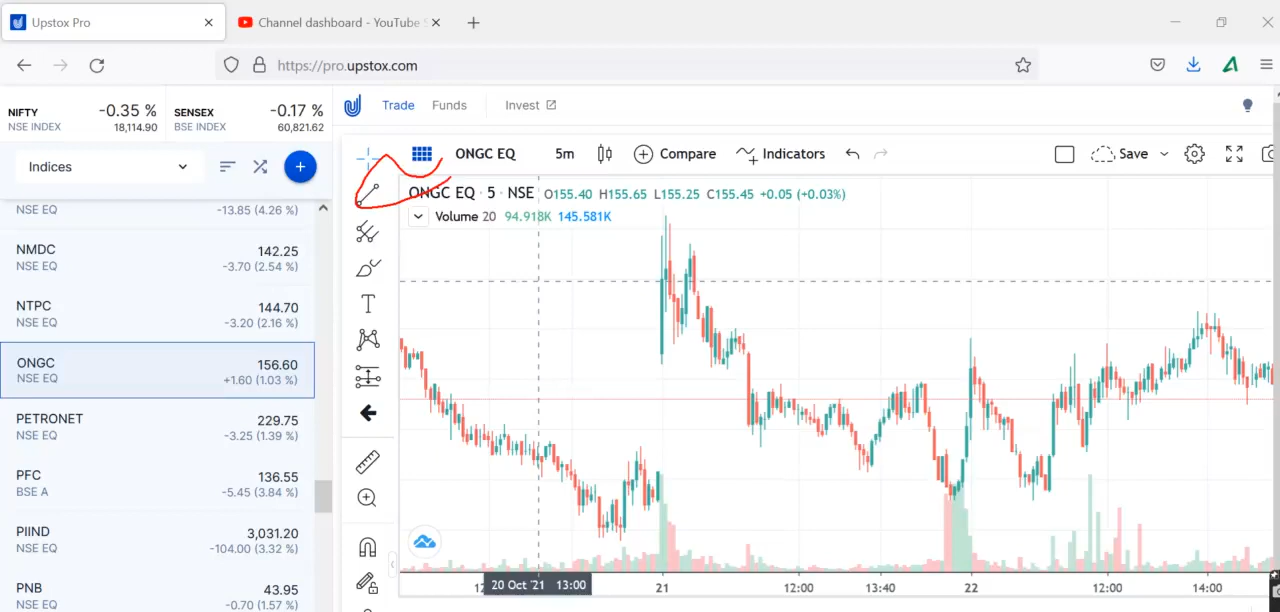 Upstox Pro
Channel dashboard - YouTube
https://pro.upstox.com
NIFTY
-0.35 %
NSE INDEX
18,114.90
SENSEX
-0.17 %
BSE INDEX
60,821.62
Trade
Funds
Invest
Indices
ONGC EQ
5m
Compare
Indicators
Save
ONGC EQ · 5 · NSE O155.40 H155.65 L155.25 C155.45 +0.05 (+0.03%)
Volume 20 94.918K 145.581K
NSE EQ
-13.85 (4.26 %)
NMDC
142.25
NSE EQ
-3.70 (2.54 %)
NTPC
144.70
NSE EQ
-3.20 (2.16 %)
ONGC
156.60
NSE EQ
+1.60 (1.03 %)
PETRONET
229.75
NSE EQ
-3.25 (1.39 %)
PFC
136.55
BSE A
-5.45 (3.84 %)
PIIND
3,031.20
NSE EQ
-104.00 (3.32 %)
PNB
43.95
NSE EQ
-0.70 (1.57 %)
T
20 Oct '21 13:00
21
12:00
13:40
22
12:00
14:00